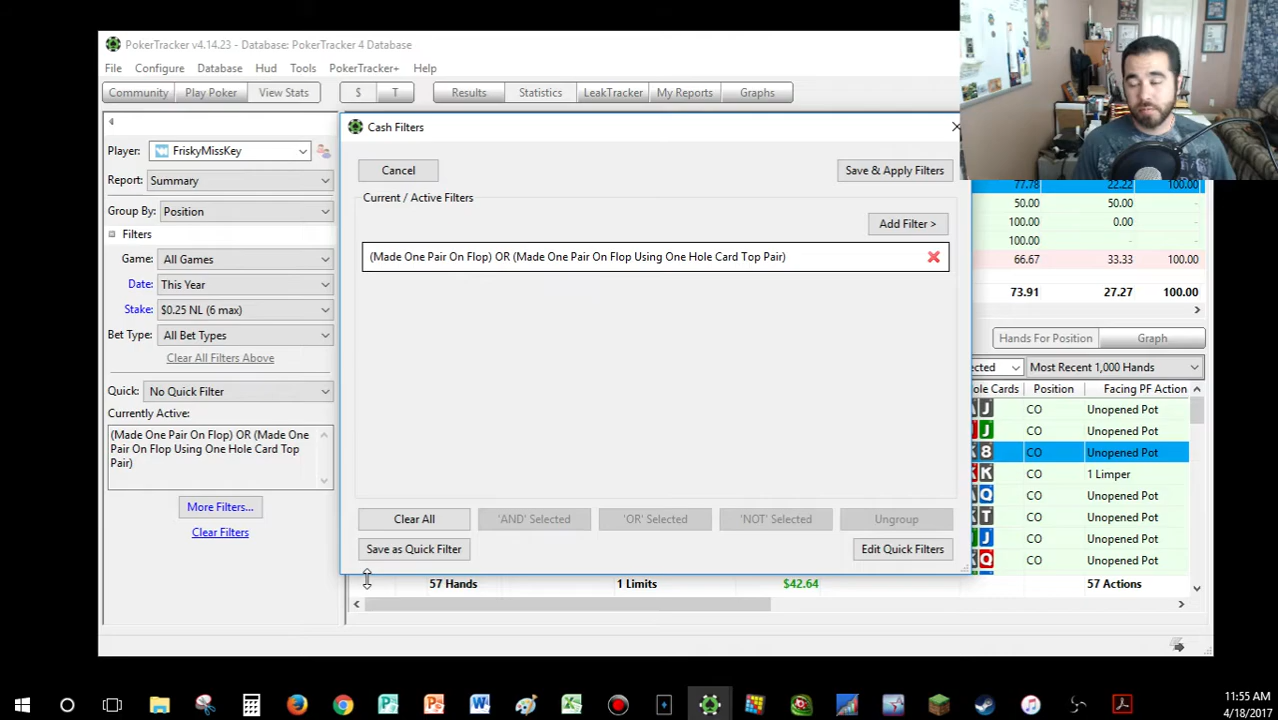 PokerTracker v4.14.23 - Database: PokerTracker 4 Database
File Configure Database Hud Tools PokerTracker+ Help
Community Play Poker View Stats $ T Results Statistics LeakTracker My Reports Graphs
Cash Filters
Player: FriskyMissKey
Report: Summary
Group By: Position
Filters
Game: All Games
Date: This Year
Stake: $0.25 NL (6 max)
Bet Type: All Bet Types
Clear All Filters Above
Quick: No Quick Filter
Currently Active:
(Made One Pair On Flop) OR (Made One
Pair On Flop Using One Hole Card Top
Pair)
More Filters...
Clear Filters
Cancel Save & Apply Filters
Current / Active Filters
Add Filter >
(Made One Pair On Flop) OR (Made One Pair On Flop Using One Hole Card Top Pair)
Clear All 'AND' Selected 'OR' Selected 'NOT' Selected Ungroup
Save as Quick Filter Edit Quick Filters
77.78 22.22 100.00
50.00 50.00 -
100.00 0.00 -
100.00 - -
66.67 33.33 100.00
73.91 27.27 100.00
Hands For Position Graph
ected Most Recent 1,000 Hands
ole Cards Position Facing PF Action
J CO Unopened Pot
J CO Unopened Pot
8 CO Unopened Pot
K CO 1 Limper
Q CO Unopened Pot
T CO Unopened Pot
J CO Unopened Pot
Q CO Unopened Pot
57 Hands 1 Limits $42.64 57 Actions
11:55 AM
4/18/2017